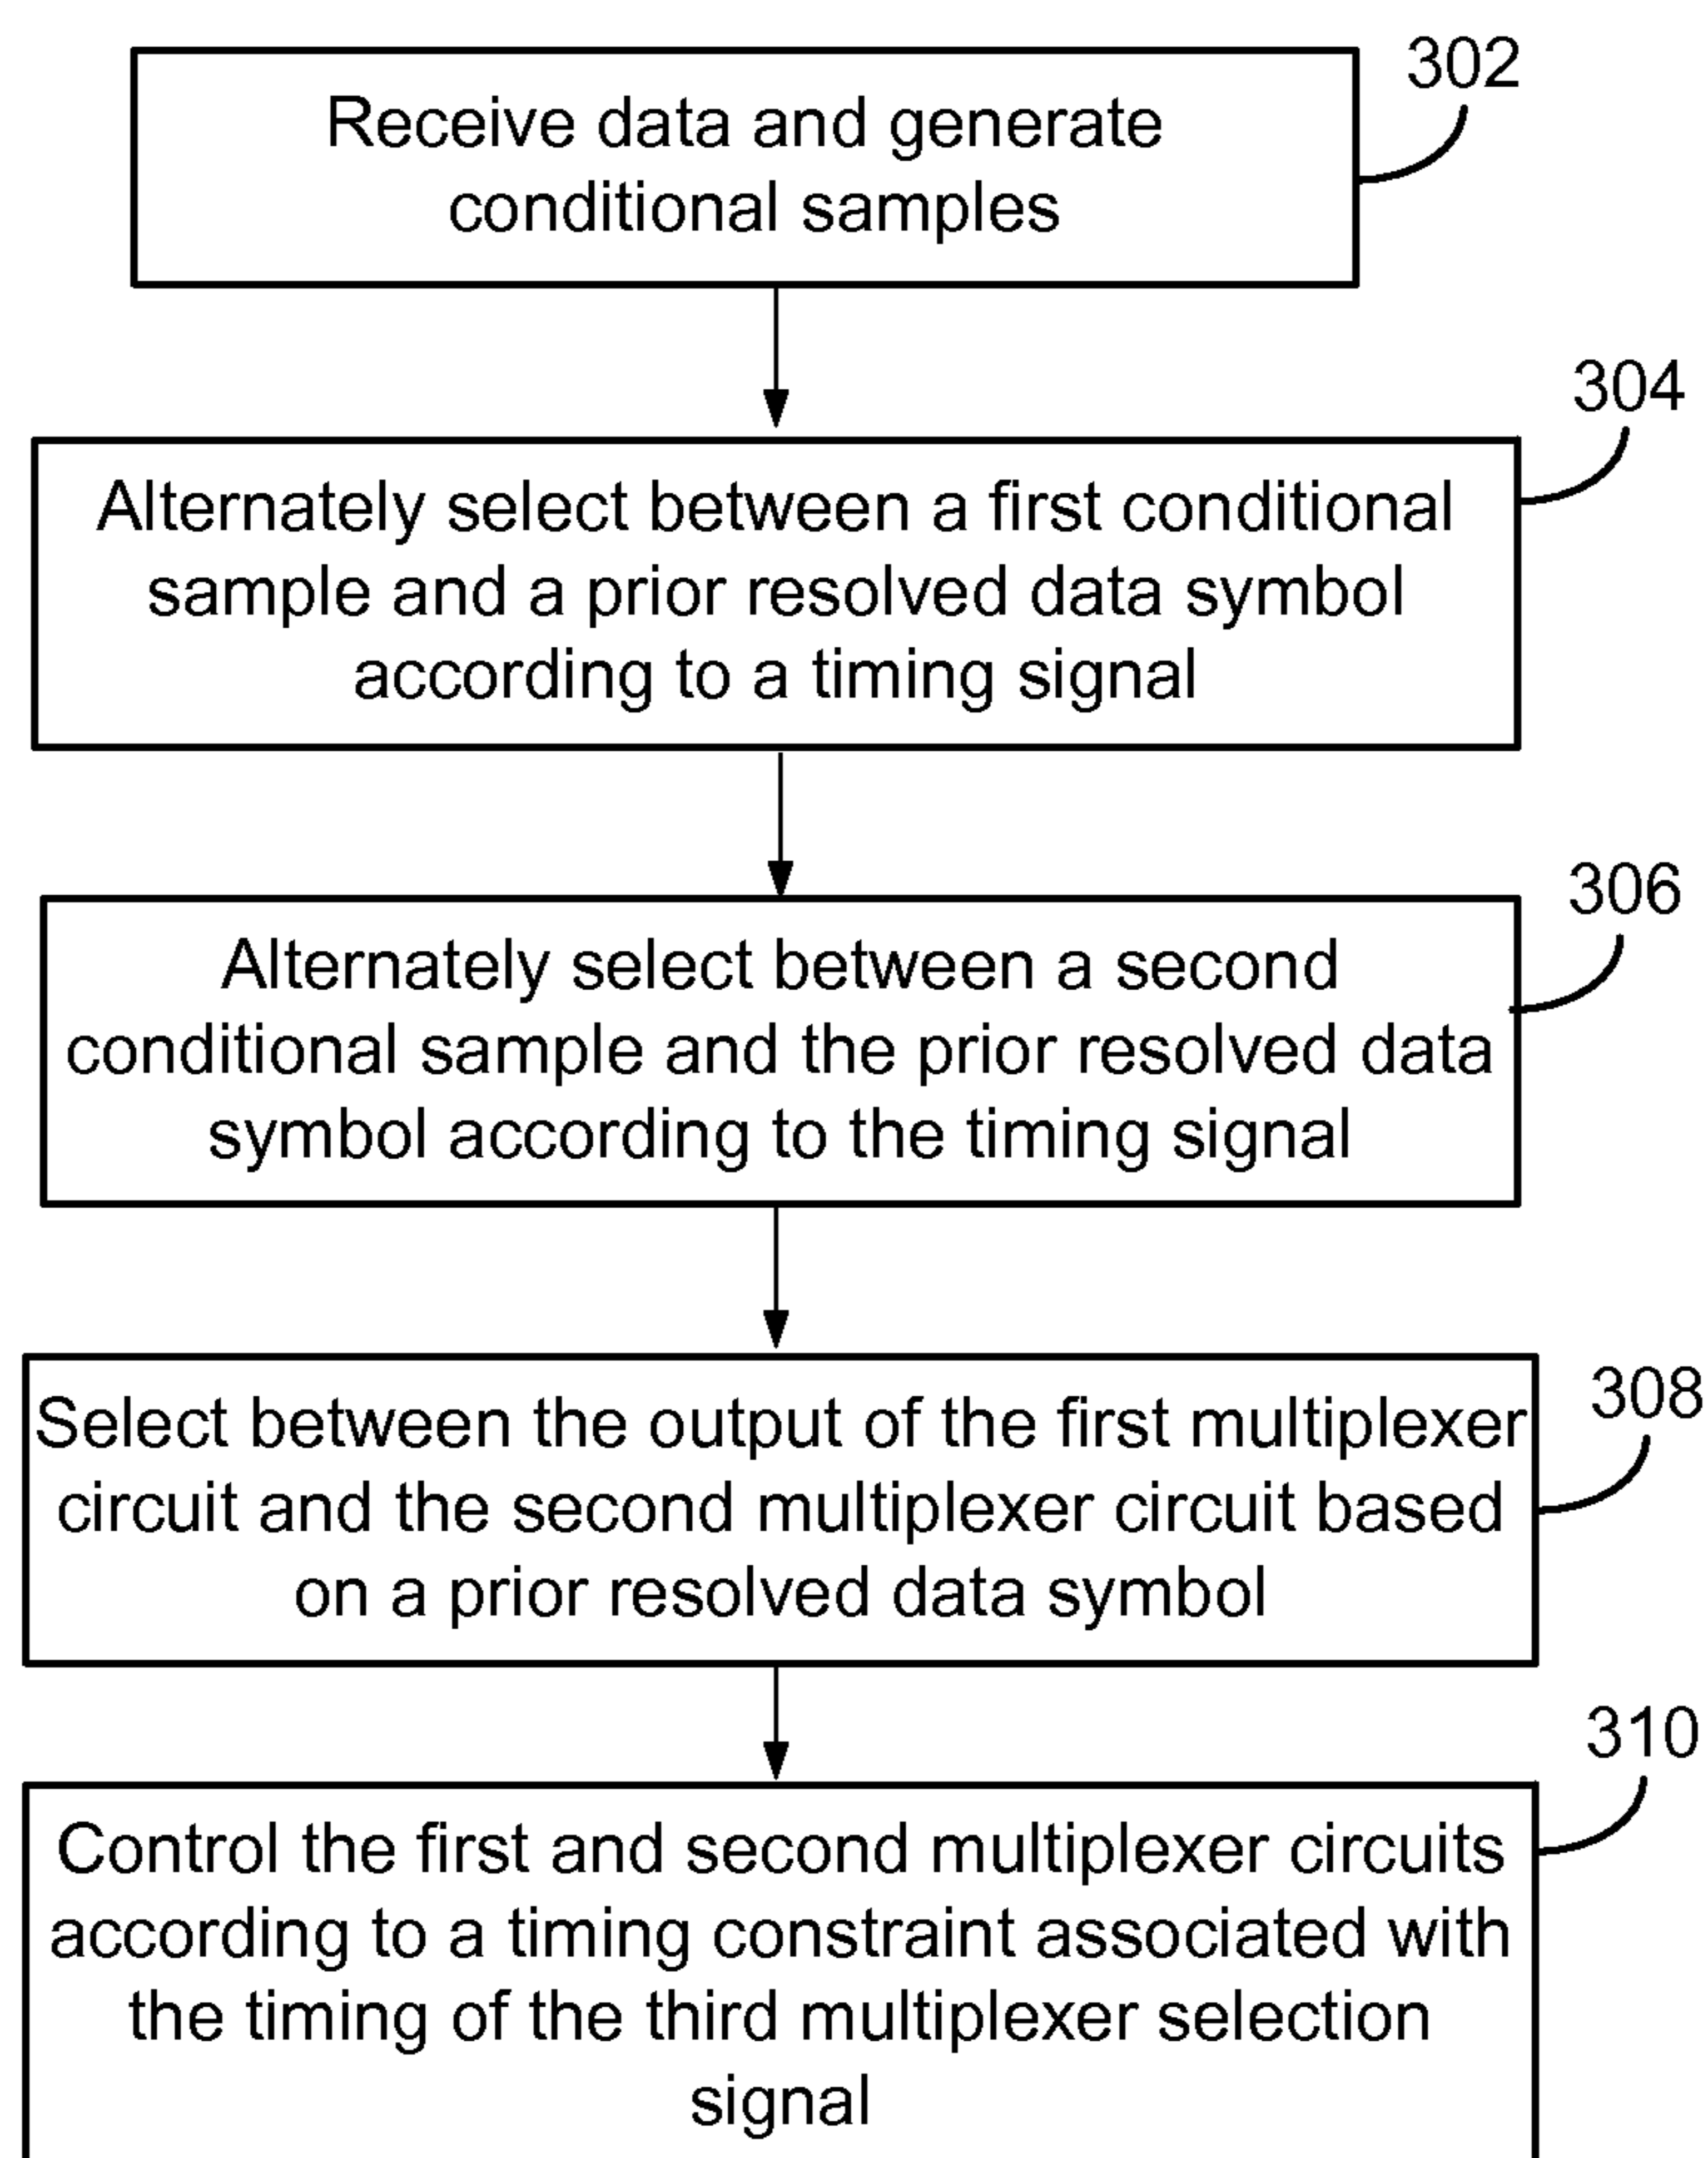 302
Receive data and generate
conditional samples
304
Alternately select between a first conditional
sample and a prior resolved data symbol
according to a timing signal
306
Alternately select between a second
conditional sample and the prior resolved data
symbol according to the timing signal
308
Select between the output of the first multiplexer
circuit and the second multiplexer circuit based
on a prior resolved data symbol
310
Control the first and second multiplexer circuits
according to a timing constraint associated with
the timing of the third multiplexer selection
signal